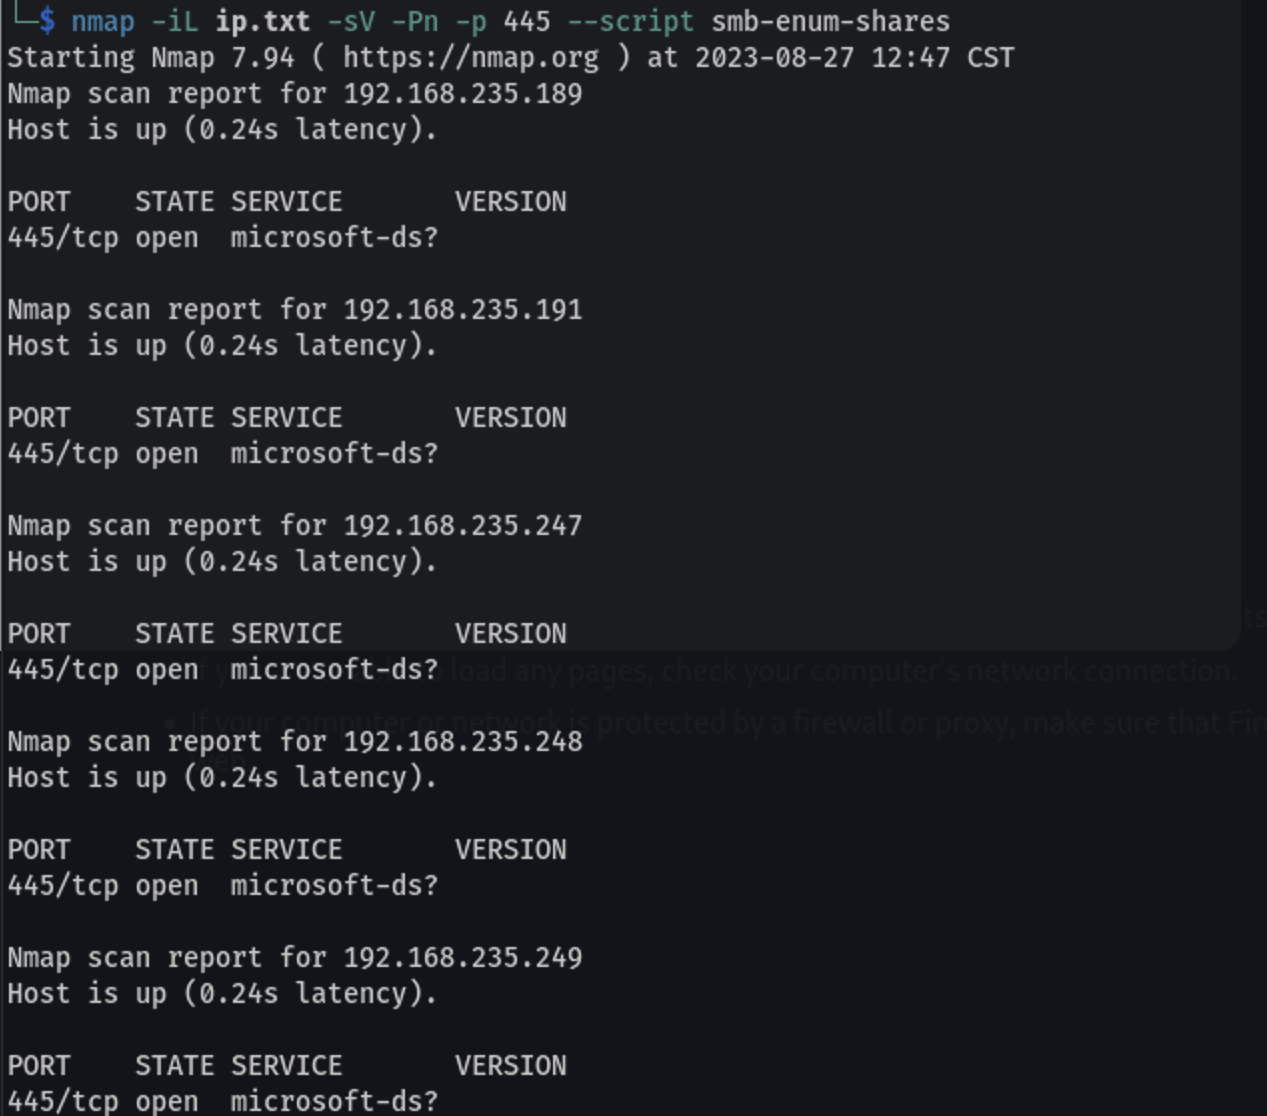 └─$ nmap -iL ip.txt -sV -Pn -p 445 --script smb-enum-shares
Starting Nmap 7.94 ( https://nmap.org ) at 2023-08-27 12:47 CST
Nmap scan report for 192.168.235.189
Host is up (0.24s latency).
PORT    STATE SERVICE       VERSION
445/tcp open  microsoft-ds?
Nmap scan report for 192.168.235.191
Host is up (0.24s latency).
PORT    STATE SERVICE       VERSION
445/tcp open  microsoft-ds?
Nmap scan report for 192.168.235.247
Host is up (0.24s latency).
PORT    STATE SERVICE       VERSION
445/tcp open  microsoft-ds?
load any pages, check your computer's network connection.
If your computer or network is protected by a firewall or proxy, make sure that
Nmap scan report for 192.168.235.248
Host is up (0.24s latency).
PORT    STATE SERVICE       VERSION
445/tcp open  microsoft-ds?
Nmap scan report for 192.168.235.249
Host is up (0.24s latency).
PORT    STATE SERVICE       VERSION
445/tcp open  microsoft-ds?